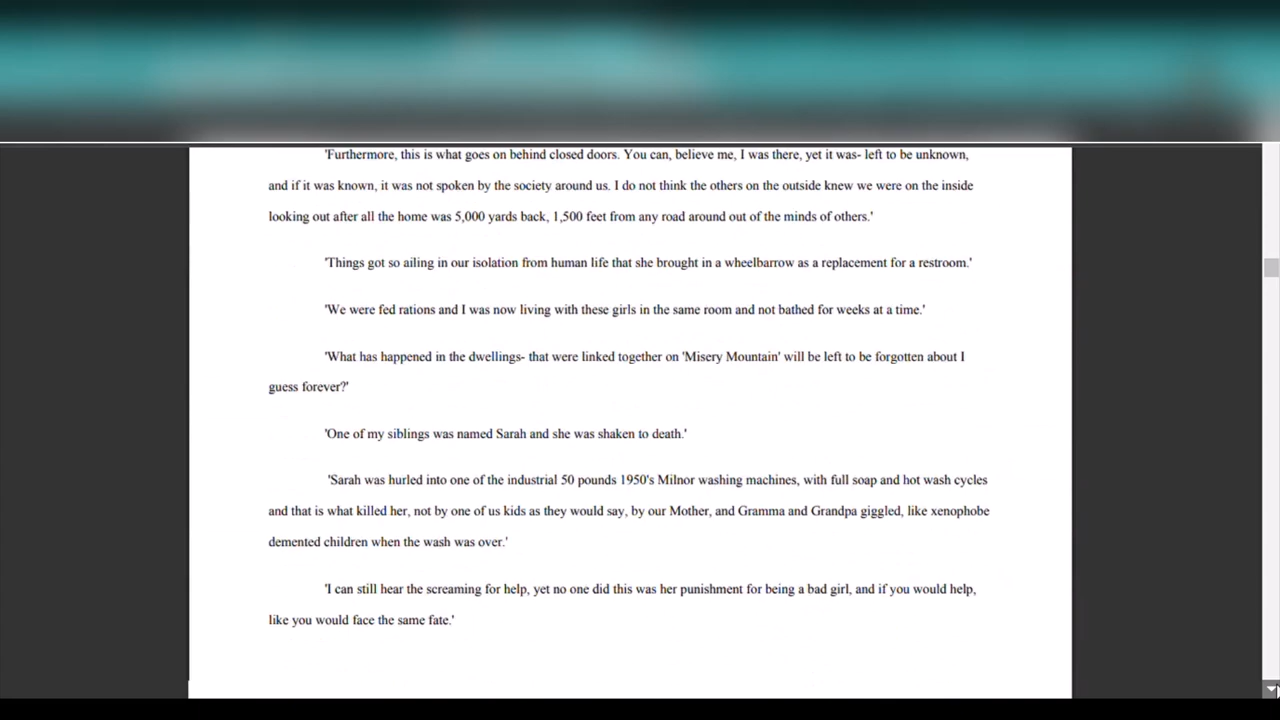 'Furthermore, this is what goes on behind closed doors. You can, believe me, I was there, yet it was- left to be unknown,
and if it was known, it was not spoken by the society around us. I do not think the others on the outside knew we were on the inside
looking out after all the home was 5,000 yards back, 1,500 feet from any road around out of the minds of others.'
'Things got so ailing in our isolation from human life that she brought in a wheelbarrow as a replacement for a restroom.'
'We were fed rations and I was now living with these girls in the same room and not bathed for weeks at a time.'
'What has happened in the dwellings- that were linked together on 'Misery Mountain' will be left to be forgotten about I
guess forever?'
'One of my siblings was named Sarah and she was shaken to death.'
'Sarah was hurled into one of the industrial 50 pounds 1950's Milnor washing machines, with full soap and hot wash cycles
and that is what killed her, not by one of us kids as they would say, by our Mother, and Gramma and Grandpa giggled, like xenophobe
demented children when the wash was over.'
'I can still hear the screaming for help, yet no one did this was her punishment for being a bad girl, and if you would help,
like you would face the same fate.'